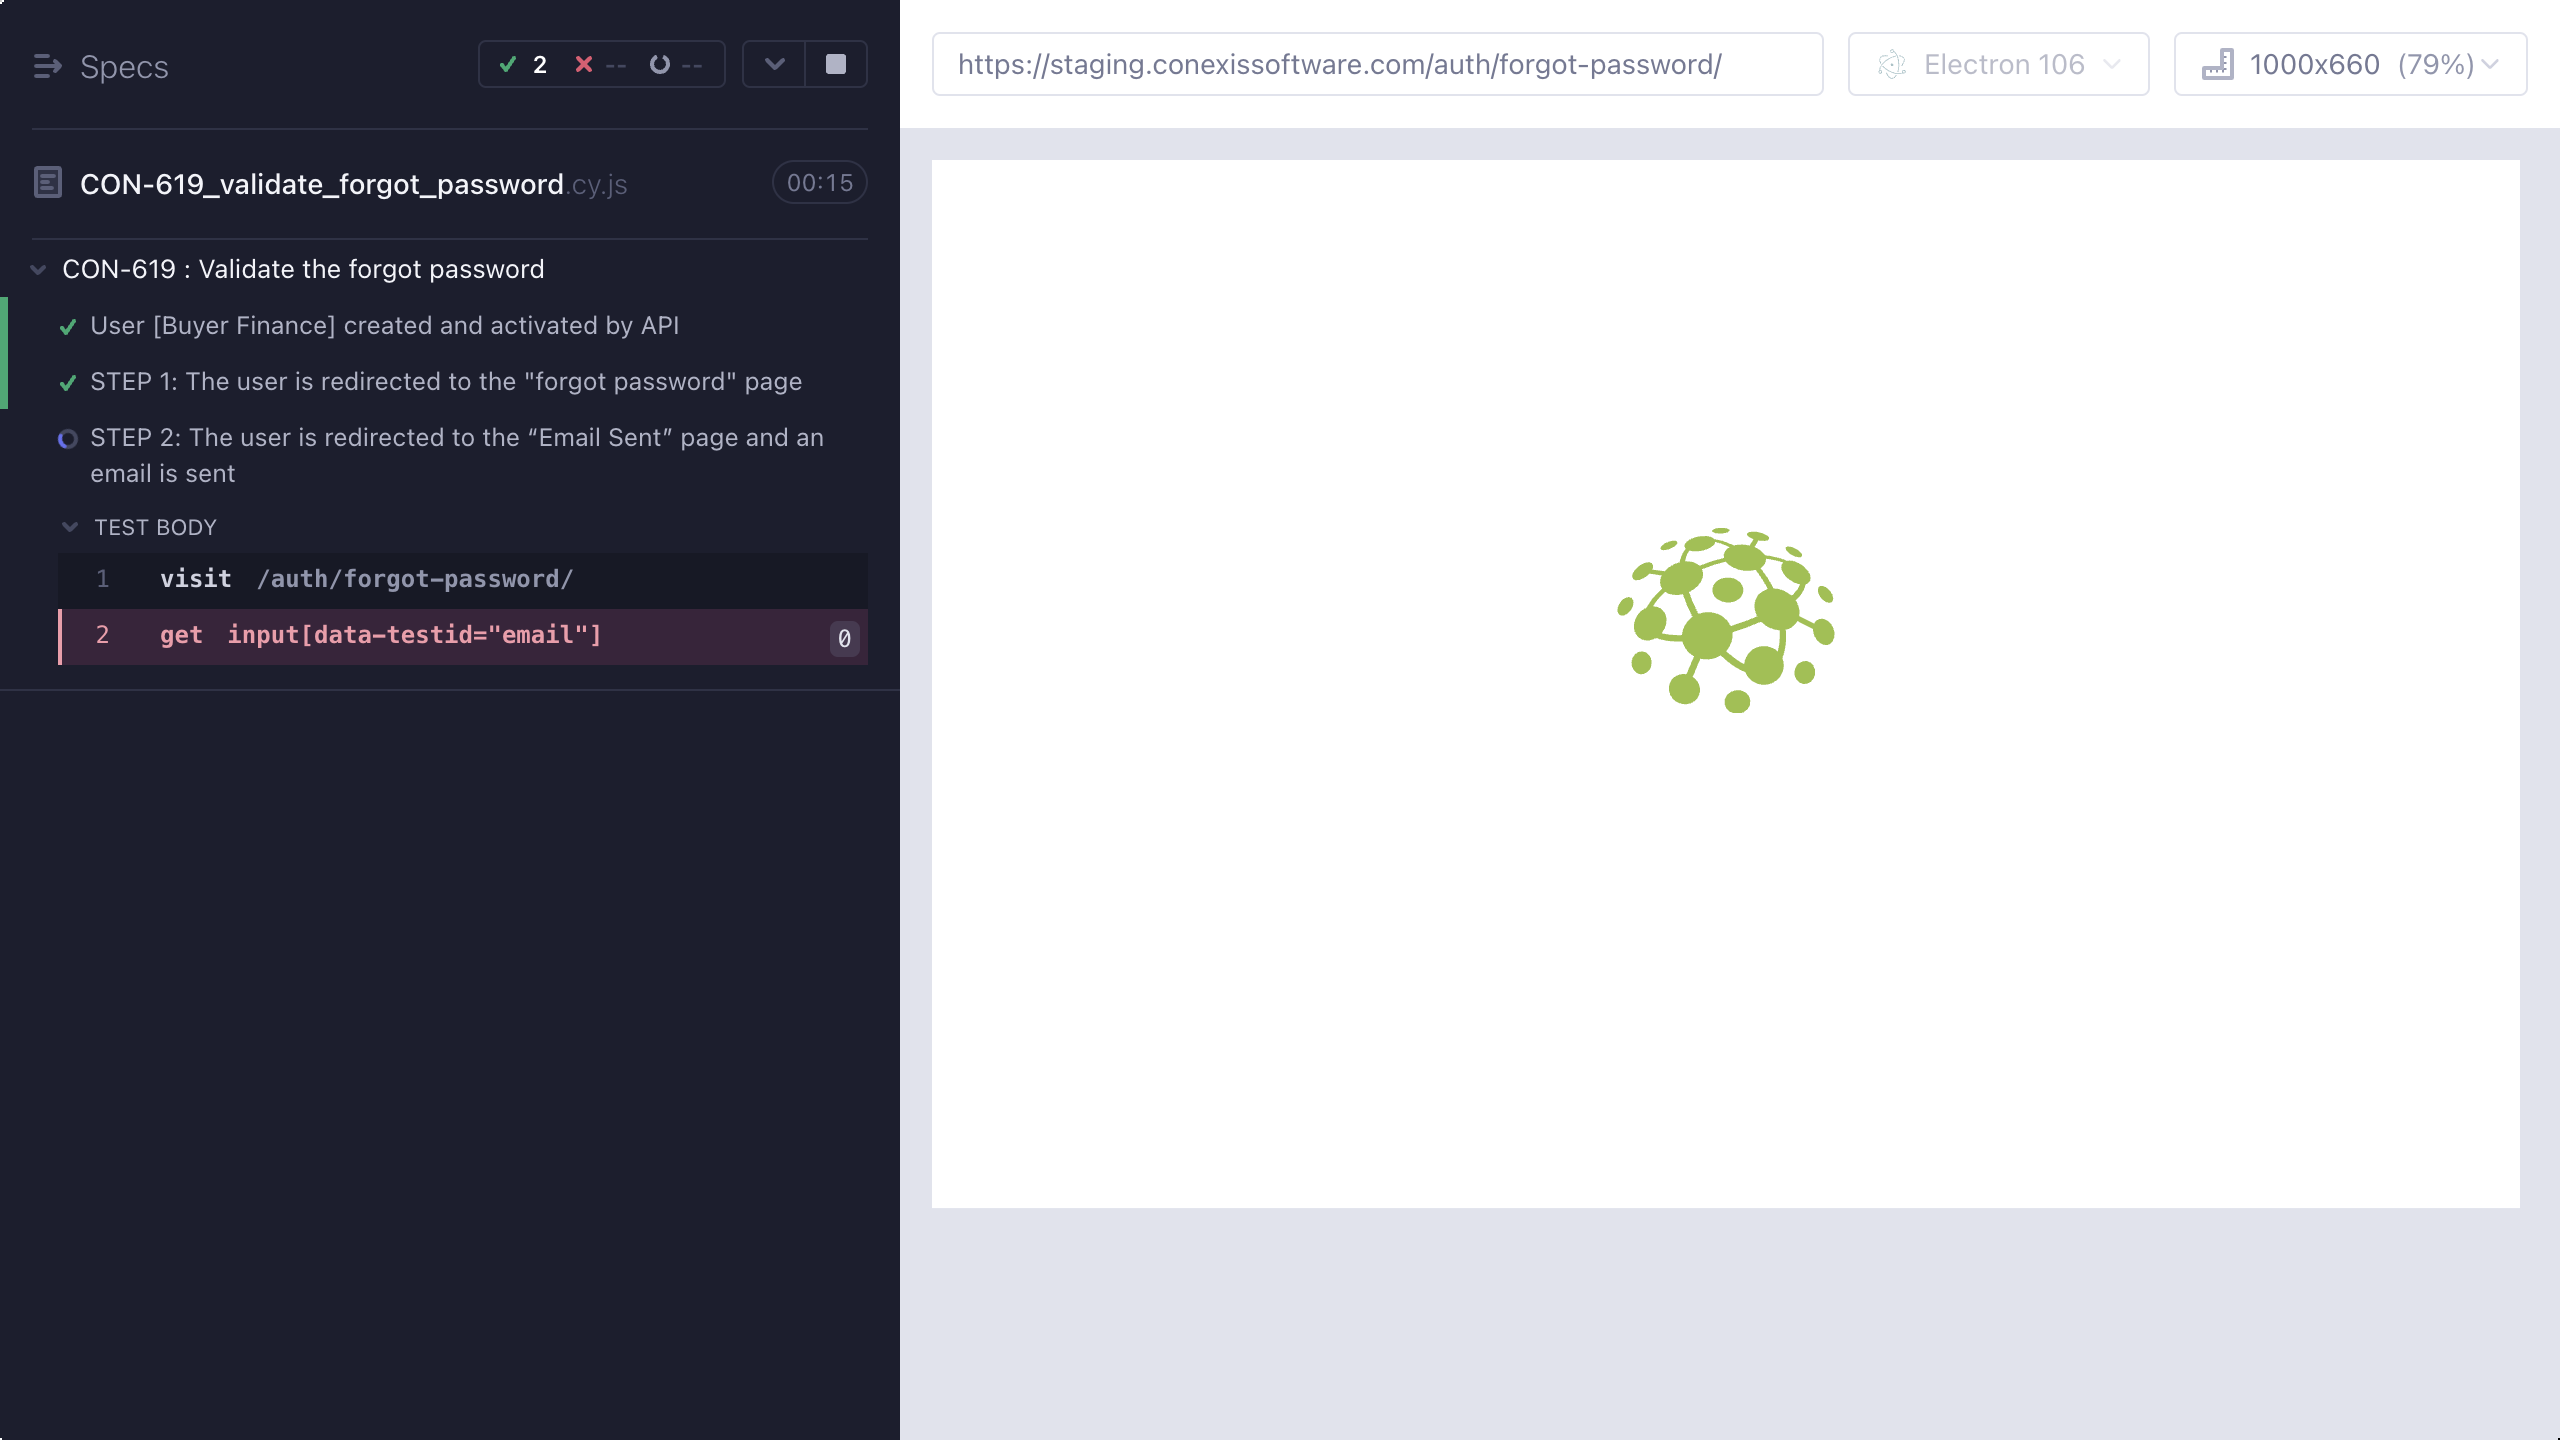 Specs
2 -- --
CON-619_validate_forgot_password.cy.js
00:15
CON-619 : Validate the forgot password
User [Buyer Finance] created and activated by API
STEP 1: The user is redirected to the "forgot password" page
STEP 2: The user is redirected to the “Email Sent” page and an
email is sent
TEST BODY
1 visit /auth/forgot-password/
2 get input[data-testid="email"] 0
https://staging.conexissoftware.com/auth/forgot-password/
Electron 106
1000x660 (79%)